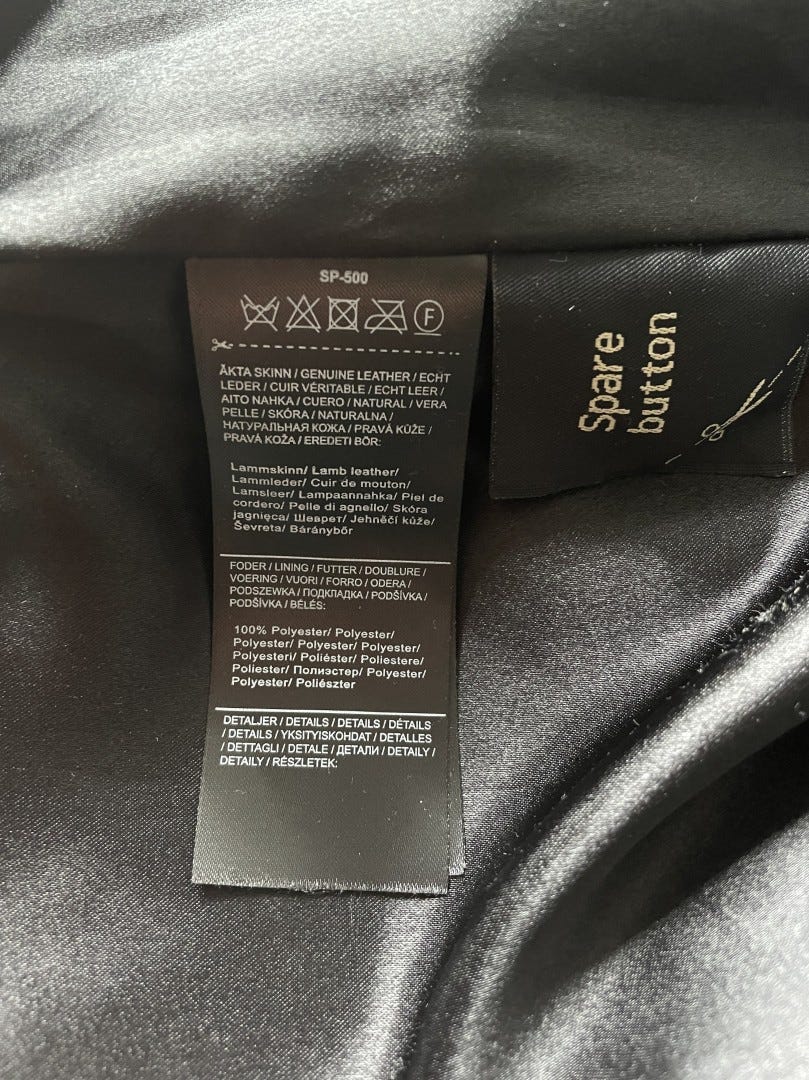 SP-500
F
ÄKTA SKINN / GENUINE LEATHER / ECHT
LEDER / CUIR VÉRITABLE / ECHT LEER /
AITO NAHKA / CUERO / NATURAL / VERA
PELLE / SKÓRA / NATURALNA /
НАТУРАЛЬНАЯ КОЖА / PRAVÁ KŮŽE /
PRAVÁ KOŽA / EREDETI BŐR:
Lammskinn/ Lamb leather/
Lammleder/ Cuir de mouton/
Lamsleer/ Lampaannahka/ Piel de
cordero/ Pelle di agnello/ Skóra
jagnięca/ Шеврет/ Jehněčí kůže/
Ševreta/ Báránybőr
FODER / LINING / FUTTER / DOUBLURE /
VOERING / VUORI / FORRO / ODERA /
PODSZEWKA / ПОДКЛАДКА / PODŠÍVKA /
PODŠÍVKA / BÉLÉS:
100% Polyester/ Polyester/
Polyester/ Polyester/ Polyester/
Polyesteri/ Poliéster/ Poliestere/
Poliester/ Полиэстер/ Polyester/
Polyester/ Poliészter
DETALJER / DETAILS / DETAILS / DÉTAILS
/ DETAILS / YKSITYISKOHDAT / DETALLES
/ DETTAGLI / DETALE / ДЕТАЛИ / DETAILY /
DETAILY / RÉSZLETEK:
Spare
button